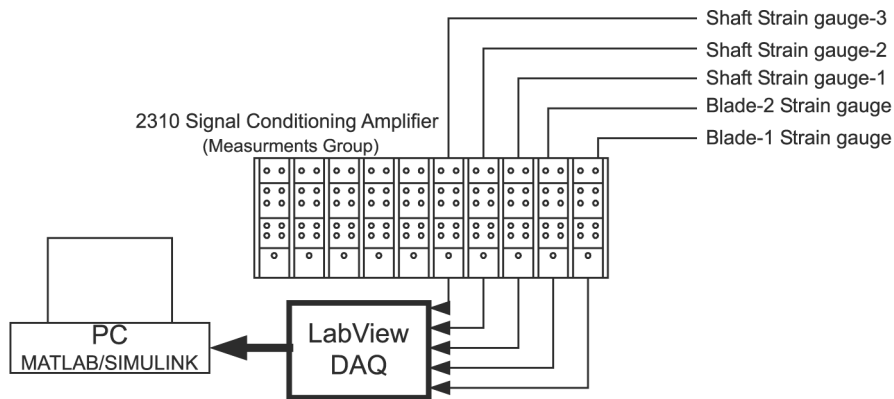 Shaft Strain gauge-3
Shaft Strain gauge-2
Shaft Strain gauge-1
Blade-2 Strain gauge
Blade-1 Strain gauge
2310 Signal Conditioning Amplifier
(Measurments Group)
LabView
DAQ
PC
MATLAB/SIMULINK